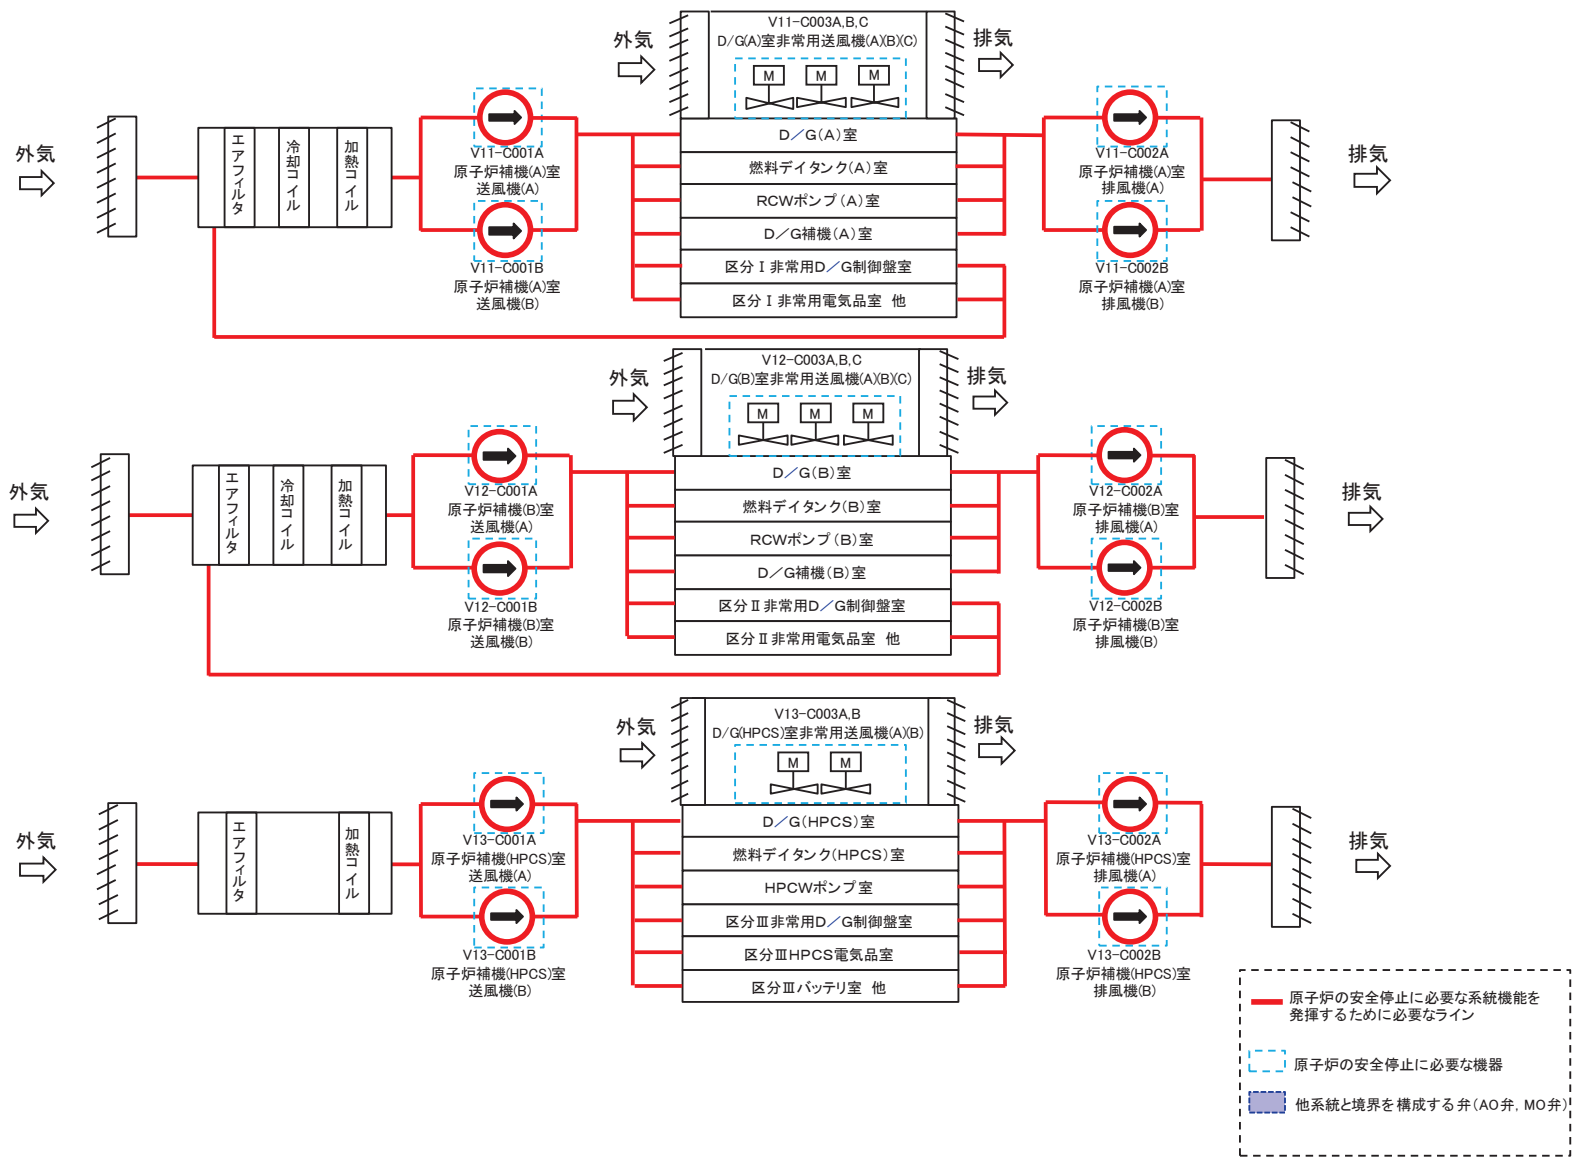 外気
エアフィルタ
冷却コイル
加熱コイル
V11-C001A
原子炉補機(A)室
送風機(A)
V11-C001B
原子炉補機(A)室
送風機(B)
外気
V11-C003A,B,C
D/G(A)室非常用送風機(A)(B)(C)
M
M
M
排気
D/G(A)室
燃料デイタンク(A)室
RCWポンプ(A)室
D/G補機(A)室
区分Ⅰ非常用D/G制御盤室
区分Ⅰ非常用電気品室 他
V11-C002A
原子炉補機(A)室
排風機(A)
V11-C002B
原子炉補機(A)室
排風機(B)
排気
外気
エアフィルタ
冷却コイル
加熱コイル
V12-C001A
原子炉補機(B)室
送風機(A)
V12-C001B
原子炉補機(B)室
送風機(B)
外気
V12-C003A,B,C
D/G(B)室非常用送風機(A)(B)(C)
M
M
M
排気
D/G(B)室
燃料デイタンク(B)室
RCWポンプ(B)室
D/G補機(B)室
区分Ⅱ非常用D/G制御盤室
区分Ⅱ非常用電気品室 他
V12-C002A
原子炉補機(B)室
排風機(A)
V12-C002B
原子炉補機(B)室
排風機(B)
排気
外気
エアフィルタ
加熱コイル
V13-C001A
原子炉補機(HPCS)室
送風機(A)
V13-C001B
原子炉補機(HPCS)室
送風機(B)
外気
V13-C003A,B
D/G(HPCS)室非常用送風機(A)(B)
M
M
排気
D/G(HPCS)室
燃料デイタンク(HPCS)室
HPCWポンプ室
区分Ⅲ非常用D/G制御盤室
区分ⅢHPCS電気品室
区分Ⅲバッテリ室 他
V13-C002A
原子炉補機(HPCS)室
排風機(A)
V13-C002B
原子炉補機(HPCS)室
排風機(B)
排気
原子炉の安全停止に必要な系統機能を
発揮するために必要なライン
原子炉の安全停止に必要な機器
他系統と境界を構成する弁(AO弁, MO弁)